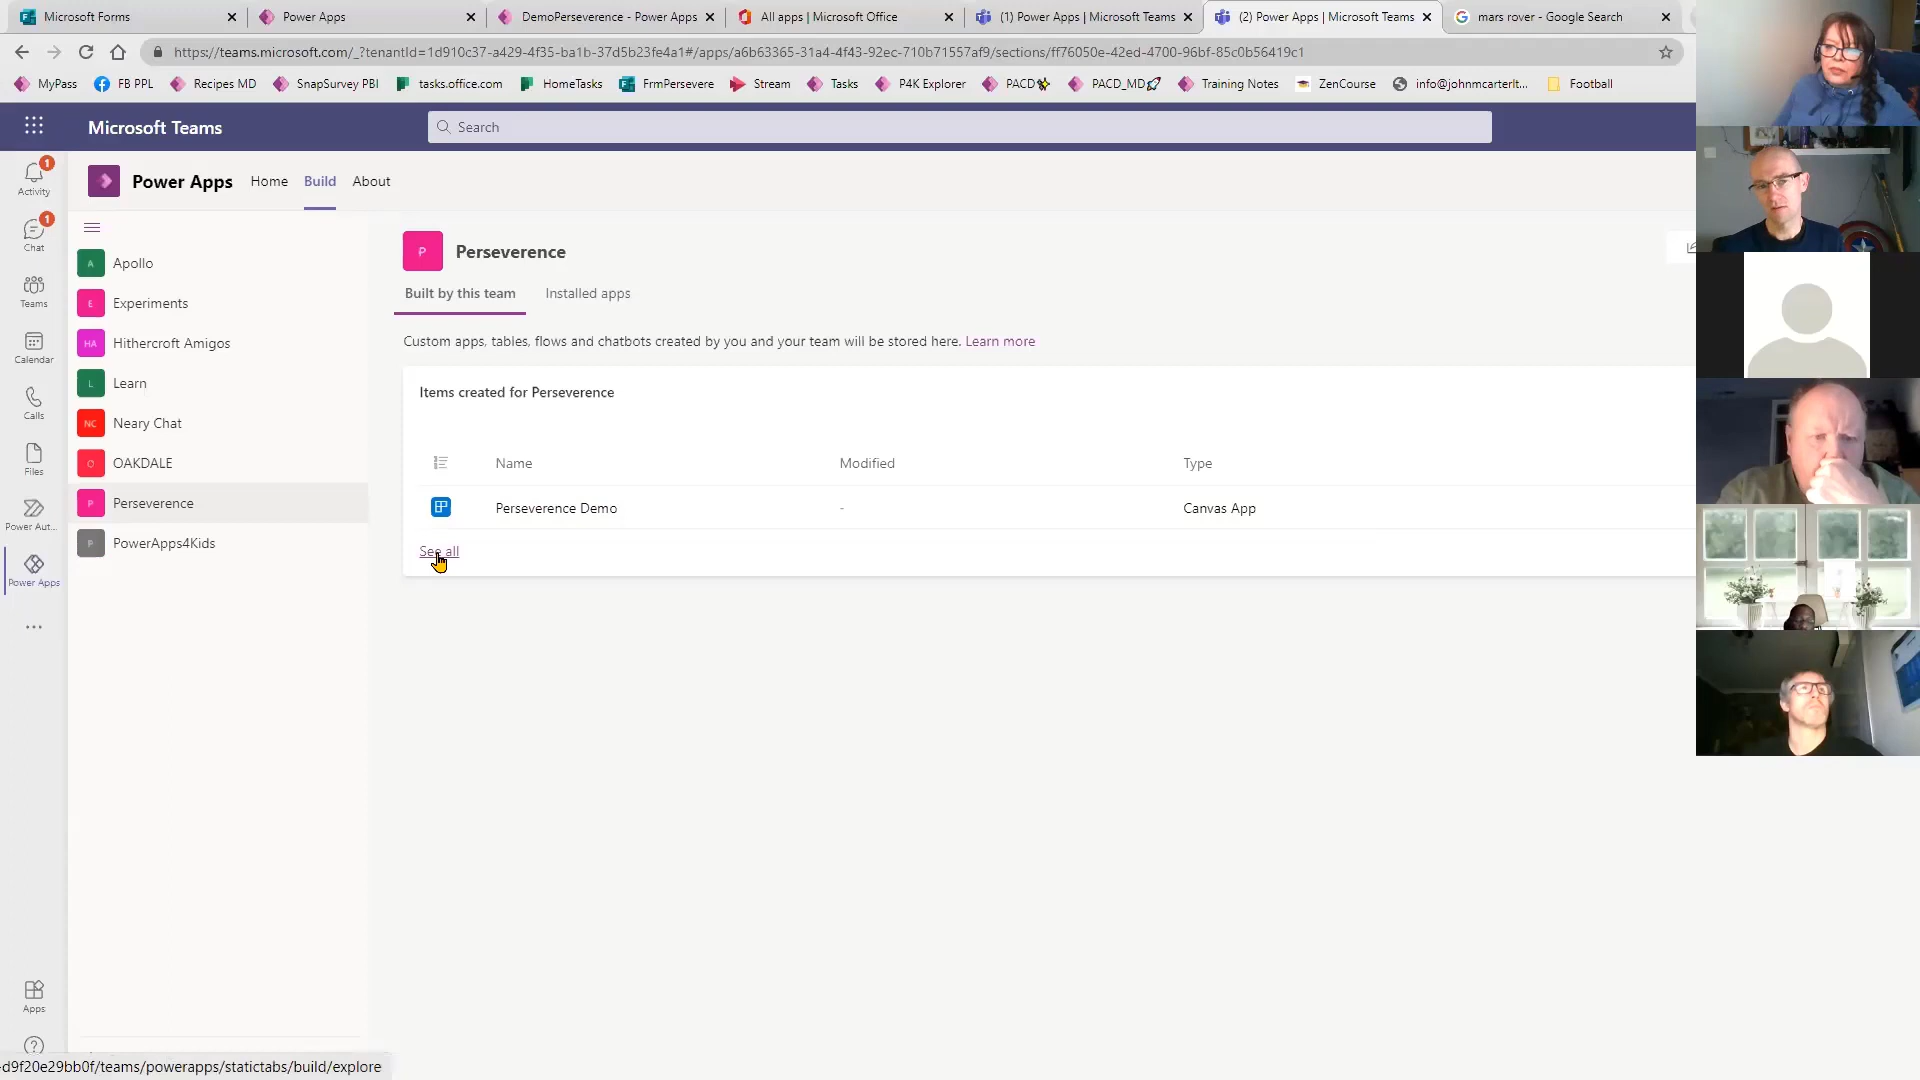 Microsoft Forms
Power Apps
DemoPerseverence - Power Apps
All apps | Microsoft Office
(1) Power Apps | Microsoft Teams
(2) Power Apps | Microsoft Teams
mars rover - Google Search
https://teams.microsoft.com/_?tenantId=1d910c37-a429-4f35-ba1b-37d5b23fe4a1#/apps/a6b63365-31a4-4f43-92ec-710b71557af9/sections/ff76050e-42ed-4700-96bf-85c0b56419c1
MyPass
FB PPL
Recipes MD
SnapSurvey PBI
tasks.office.com
HomeTasks
FrmPersevere
Stream
Tasks
P4K Explorer
PACD
PACD_MD
Training Notes
ZenCourse
info@johnmcarterlt...
Football
Microsoft Teams
Search
1
Activity
1
Chat
Teams
Calendar
Calls
Files
Power Aut...
Power Apps
Apps
Power Apps
Home
Build
About
A Apollo
E Experiments
HA Hithercroft Amigos
L Learn
NC Neary Chat
O OAKDALE
P Perseverence
P PowerApps4Kids
P Perseverence
Built by this team
Installed apps
Custom apps, tables, flows and chatbots created by you and your team will be stored here. Learn more
Items created for Perseverence
Name Modified Type
Perseverence Demo - Canvas App
See all
-d9f20e29bb0f/teams/powerapps/statictabs/build/explore